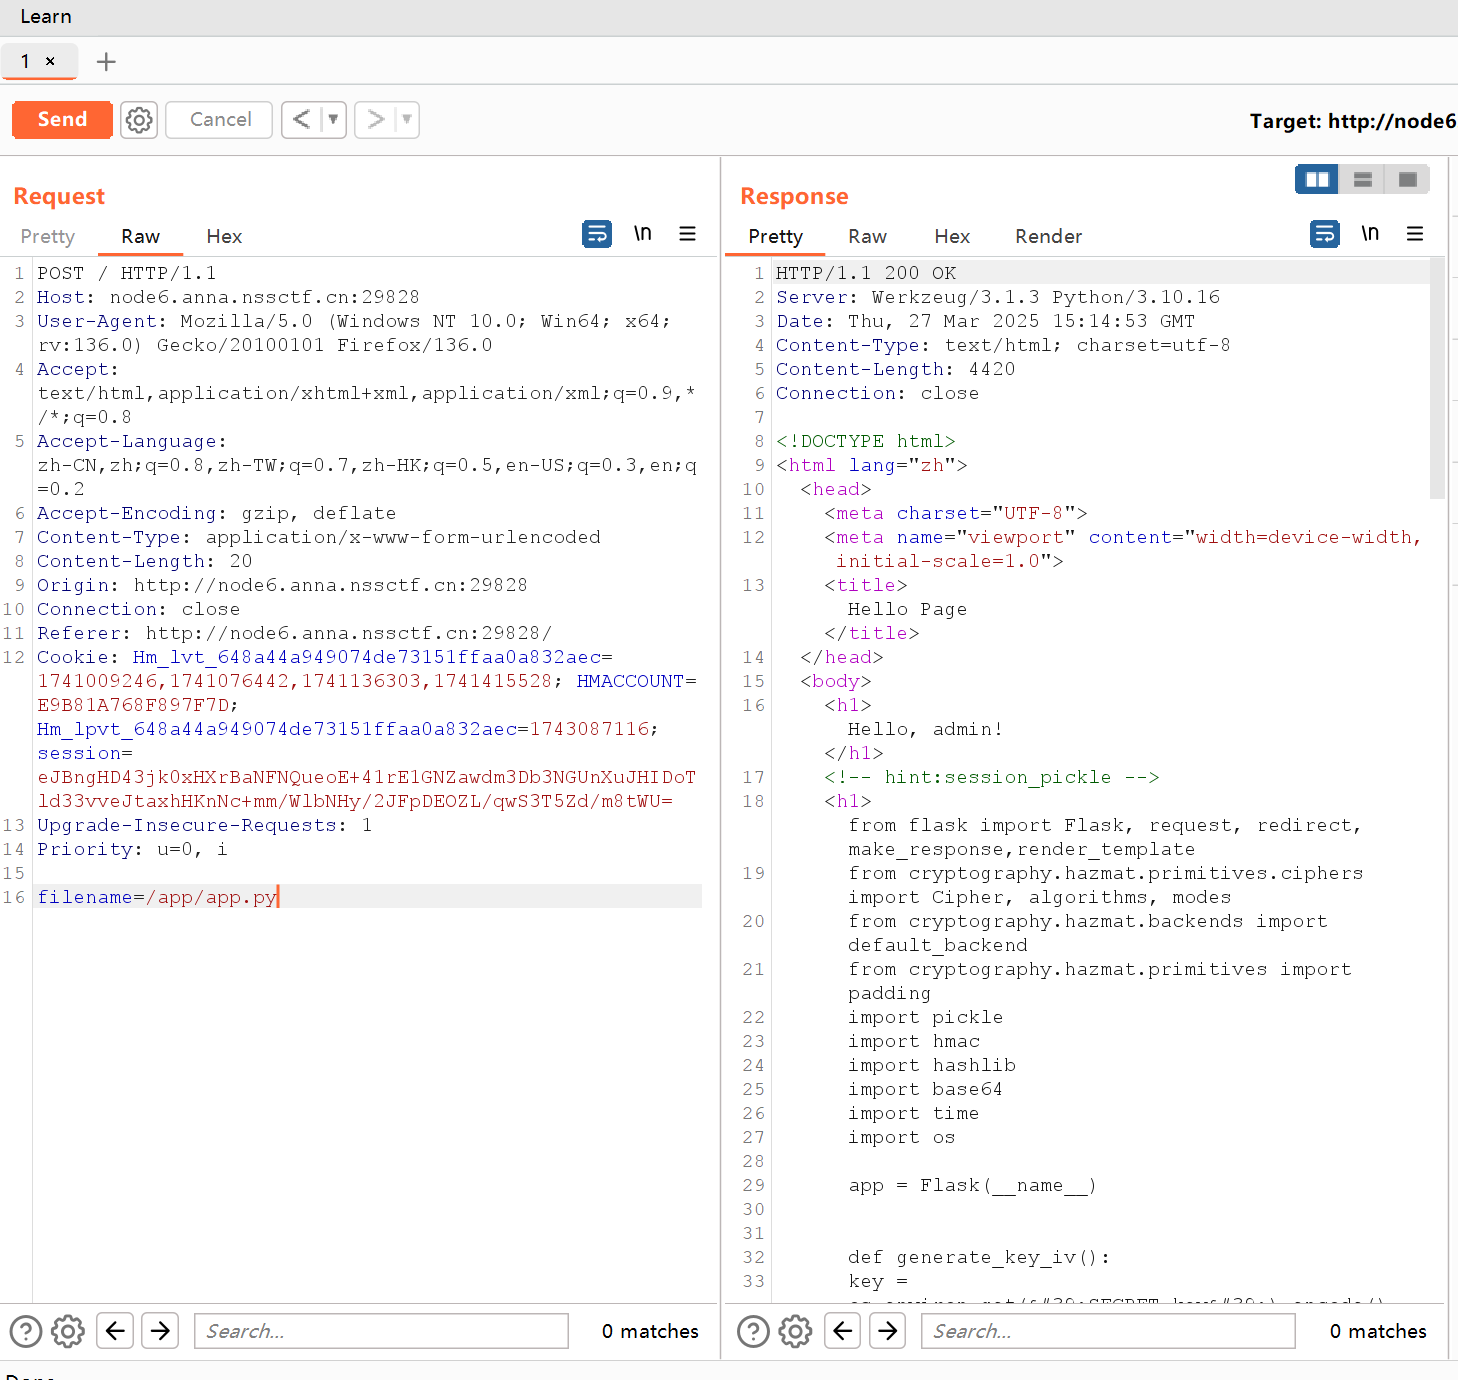 Learn
1 × +
Send Cancel < ▼ > ▼ Target: http://node6
Request
Pretty Raw Hex \n
1 POST / HTTP/1.1
2 Host: node6.anna.nssctf.cn:29828
3 User-Agent: Mozilla/5.0 (Windows NT 10.0; Win64; x64;
rv:136.0) Gecko/20100101 Firefox/136.0
4 Accept:
text/html,application/xhtml+xml,application/xml;q=0.9,*
/*;q=0.8
5 Accept-Language:
zh-CN,zh;q=0.8,zh-TW;q=0.7,zh-HK;q=0.5,en-US;q=0.3,en;q
=0.2
6 Accept-Encoding: gzip, deflate
7 Content-Type: application/x-www-form-urlencoded
8 Content-Length: 20
9 Origin: http://node6.anna.nssctf.cn:29828
10 Connection: close
11 Referer: http://node6.anna.nssctf.cn:29828/
12 Cookie: Hm_lvt_648a44a949074de73151ffaa0a832aec=
1741009246,1741076442,1741136303,1741415528; HMACCOUNT=
E9B81A768F897F7D;
Hm_lpvt_648a44a949074de73151ffaa0a832aec=1743087116;
session=
eJBngHD43jk0xHXrBaNFNQueoE+41rE1GNZawdm3Db3NGUnXuJHIDoT
ld33vveJtaxhHKnNc+mm/WlbNHy/2JFpDEOZL/qwS3T5Zd/m8tWU=
13 Upgrade-Insecure-Requests: 1
14 Priority: u=0, i
15
16 filename=/app/app.py
Search... 0 matches
Response
Pretty Raw Hex Render \n
1 HTTP/1.1 200 OK
2 Server: Werkzeug/3.1.3 Python/3.10.16
3 Date: Thu, 27 Mar 2025 15:14:53 GMT
4 Content-Type: text/html; charset=utf-8
5 Content-Length: 4420
6 Connection: close
7
8 <!DOCTYPE html>
9 <html lang="zh">
10 <head>
11 <meta charset="UTF-8">
12 <meta name="viewport" content="width=device-width,
initial-scale=1.0">
13 <title>
Hello Page
</title>
14 </head>
15 <body>
16 <h1>
Hello, admin!
</h1>
17 <!-- hint:session_pickle -->
18 <h1>
from flask import Flask, request, redirect,
make_response,render_template
19 from cryptography.hazmat.primitives.ciphers
import Cipher, algorithms, modes
20 from cryptography.hazmat.backends import
default_backend
21 from cryptography.hazmat.primitives import
padding
22 import pickle
23 import hmac
24 import hashlib
25 import base64
26 import time
27 import os
28
29 app = Flask(__name__)
30
31
32 def generate_key_iv():
33 key =
Search... 0 matches